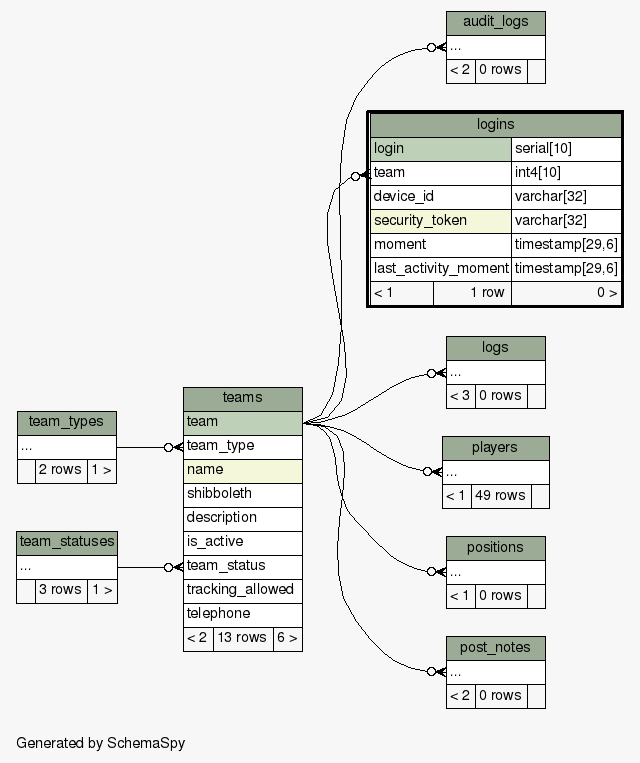 audit_logs
...
< 2 0 rows
logins
login serial[10]
team int4[10]
device_id varchar[32]
security_token varchar[32]
moment timestamp[29,6]
last_activity_moment timestamp[29,6]
< 1 1 row 0 >
logs
...
< 3 0 rows
teams
team
team_type
name
shibboleth
description
is_active
team_status
tracking_allowed
telephone
< 2 13 rows 6 >
team_types
...
2 rows 1 >
players
...
< 1 49 rows
team_statuses
...
3 rows 1 >
positions
...
< 1 0 rows
post_notes
...
< 2 0 rows
Generated by SchemaSpy